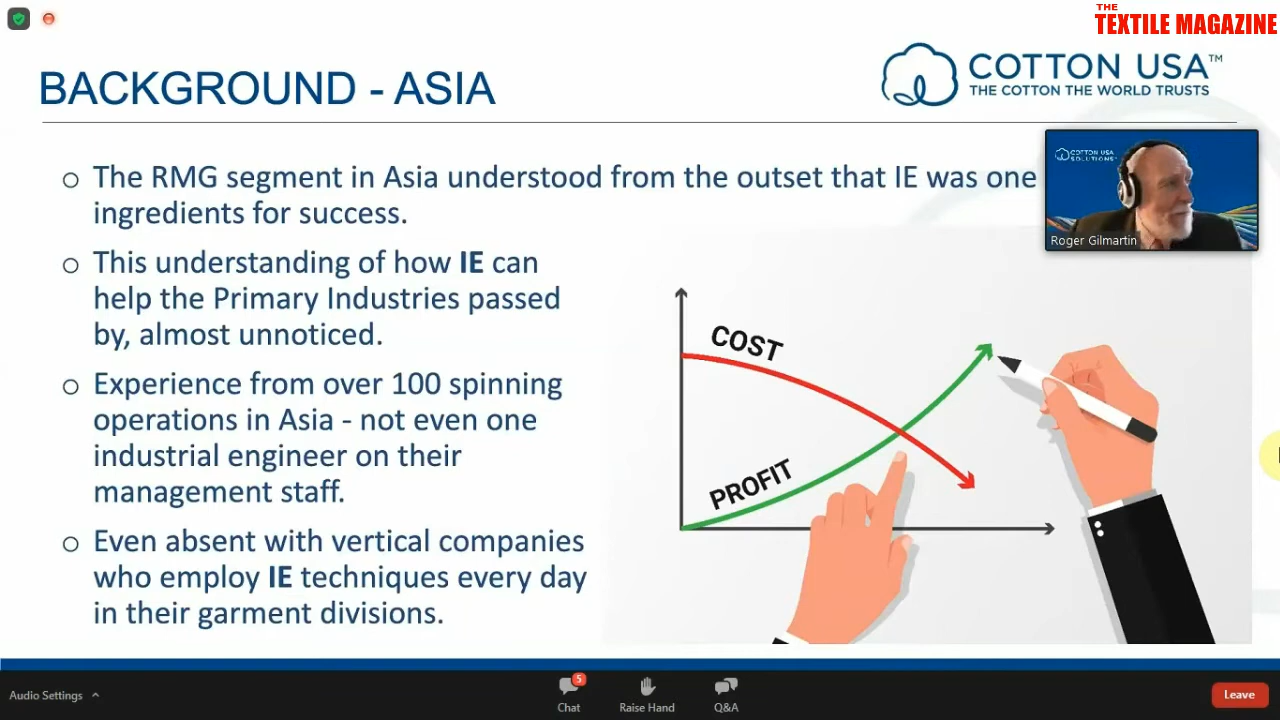 THE
TEXTILE MAGAZINE
BACKGROUND - ASIA
COTTON USA™
THE COTTON THE WORLD TRUSTS
○ The RMG segment in Asia understood from the outset that IE was one
ingredients for success.
○ This understanding of how IE can
help the Primary Industries passed
by, almost unnoticed.
○ Experience from over 100 spinning
operations in Asia - not even one
industrial engineer on their
management staff.
○ Even absent with vertical companies
who employ IE techniques every day
in their garment divisions.
COTTON USA
SOLUTIONS
Roger Gilmartin
COST
PROFIT
Audio Settings
5
Chat
Raise Hand
Q&A
Leave